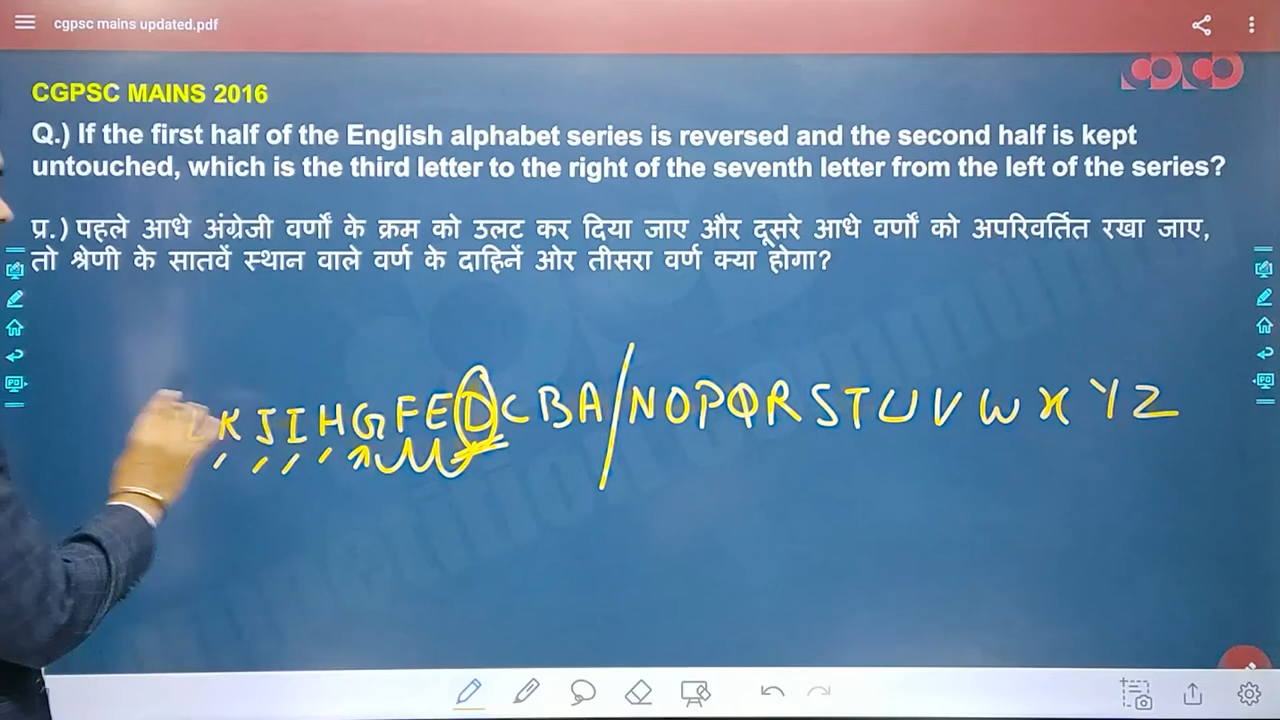 cgpsc mains updated.pdf
CGPSC MAINS 2016
Q.) If the first half of the English alphabet series is reversed and the second half is kept
untouched, which is the third letter to the right of the seventh letter from the left of the series?
प्र.) पहले आधे अंग्रेजी वर्णों के क्रम को उलट कर दिया जाए और दूसरे आधे वर्णों को अपरिवर्तित रखा जाए,
तो श्रेणी के सातवें स्थान वाले वर्ण के दाहिनें ओर तीसरा वर्ण क्या होगा?
K J I H G F E D C B A / N O P Q R S T U V W X Y Z